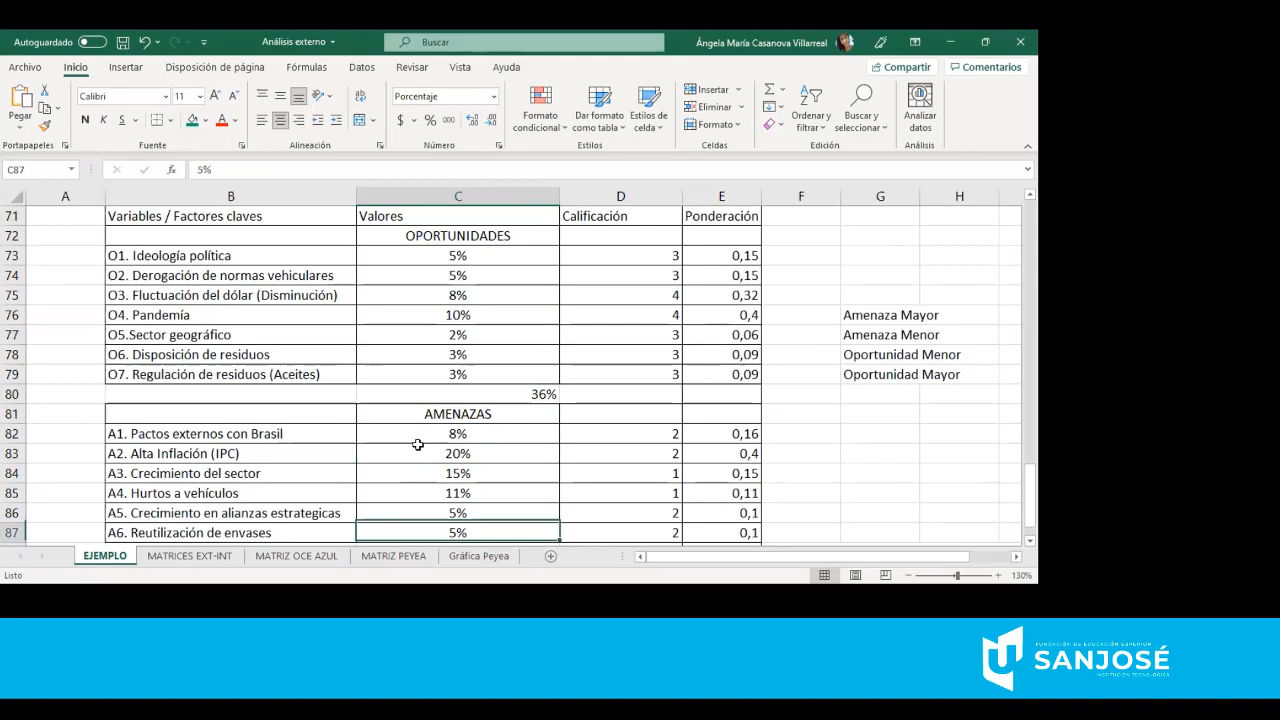 Autoguardado
Análisis externo
Buscar
Ángela María Casanova Villarreal
Archivo Inicio Insertar Disposición de página Fórmulas Datos Revisar Vista Ayuda Compartir Comentarios
Pegar
Calibri 11
N K S
Porcentaje
$ % 000
Formato condicional
Dar formato como tabla
Estilos de celda
Insertar
Eliminar
Formato
Ordenar y filtrar
Buscar y seleccionar
Analizar datos
Portapapeles Fuente Alineación Número Estilos Celdas Edición Análisis
C87 fx 5%
A B C D E F G H
71 Variables / Factores claves Valores Calificación Ponderación
72 OPORTUNIDADES
73 O1. Ideología política 5% 3 0,15
74 O2. Derogación de normas vehiculares 5% 3 0,15
75 O3. Fluctuación del dólar (Disminución) 8% 4 0,32
76 O4. Pandemía 10% 4 0,4 Amenaza Mayor
77 O5.Sector geográfico 2% 3 0,06 Amenaza Menor
78 O6. Disposición de residuos 3% 3 0,09 Oportunidad Menor
79 O7. Regulación de residuos (Aceites) 3% 3 0,09 Oportunidad Mayor
80 36%
81 AMENAZAS
82 A1. Pactos externos con Brasil 8% 2 0,16
83 A2. Alta Inflación (IPC) 20% 2 0,4
84 A3. Crecimiento del sector 15% 1 0,15
85 A4. Hurtos a vehículos 11% 1 0,11
86 A5. Crecimiento en alianzas estrategicas 5% 2 0,1
87 A6. Reutilización de envases 5% 2 0,1
EJEMPLO MATRICES EXT-INT MATRIZ OCE AZUL MATRIZ PEYEA Gráfica Peyea
Listo 130%
FUNDACIÓN DE EDUCACIÓN SUPERIOR
SANJOSÉ
INSTITUCIÓN TECNOLÓGICA